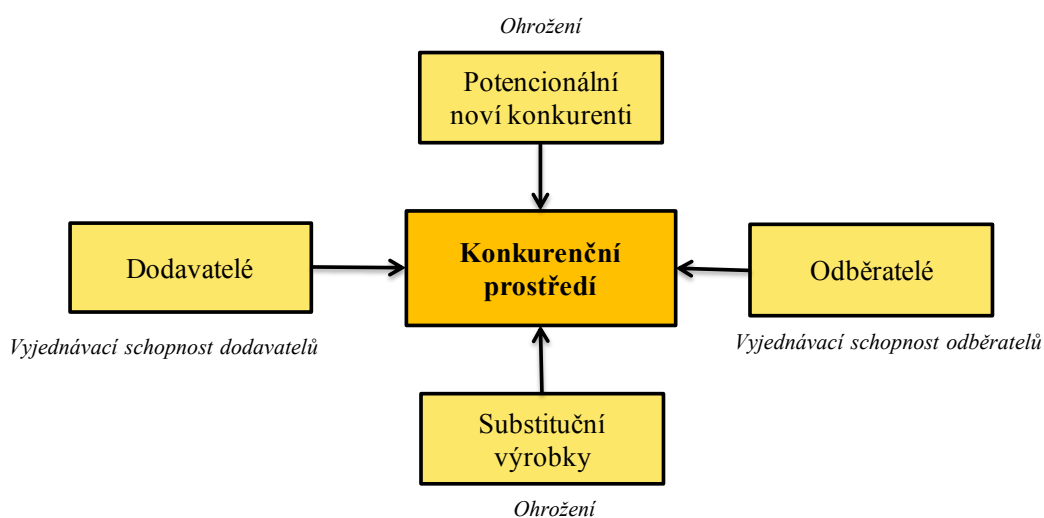 Ohrožení
Potencionální
noví konkurenti
Dodavatelé
Konkurenční
prostředí
Odběratelé
Vyjednávací schopnost dodavatelů
Vyjednávací schopnost odběratelů
Substituční
výrobky
Ohrožení